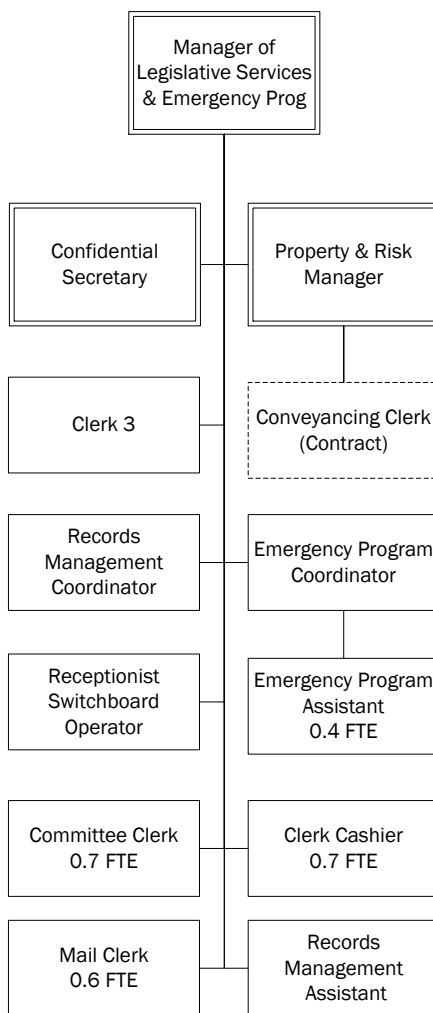 Manager of
Legislative Services
& Emergency Prog
Confidential
Secretary
Property & Risk
Manager
Clerk 3
Conveyancing Clerk
(Contract)
Records
Management
Coordinator
Emergency Program
Coordinator
Receptionist
Switchboard
Operator
Emergency Program
Assistant
0.4 FTE
Committee Clerk
0.7 FTE
Clerk Cashier
0.7 FTE
Mail Clerk
0.6 FTE
Records
Management
Assistant